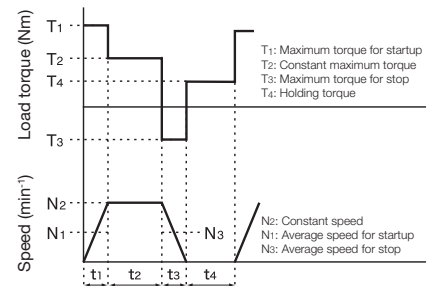 Load torque (Nm)
T1
T2
T4
T3
T1: Maximum torque for startup
T2: Constant maximum torque
T3: Maximum torque for stop
T4: Holding torque
Speed (min-1)
N2
N1
N3
N2: Constant speed
N1: Average speed for startup
N3: Average speed for stop
t1 t2 t3 t4